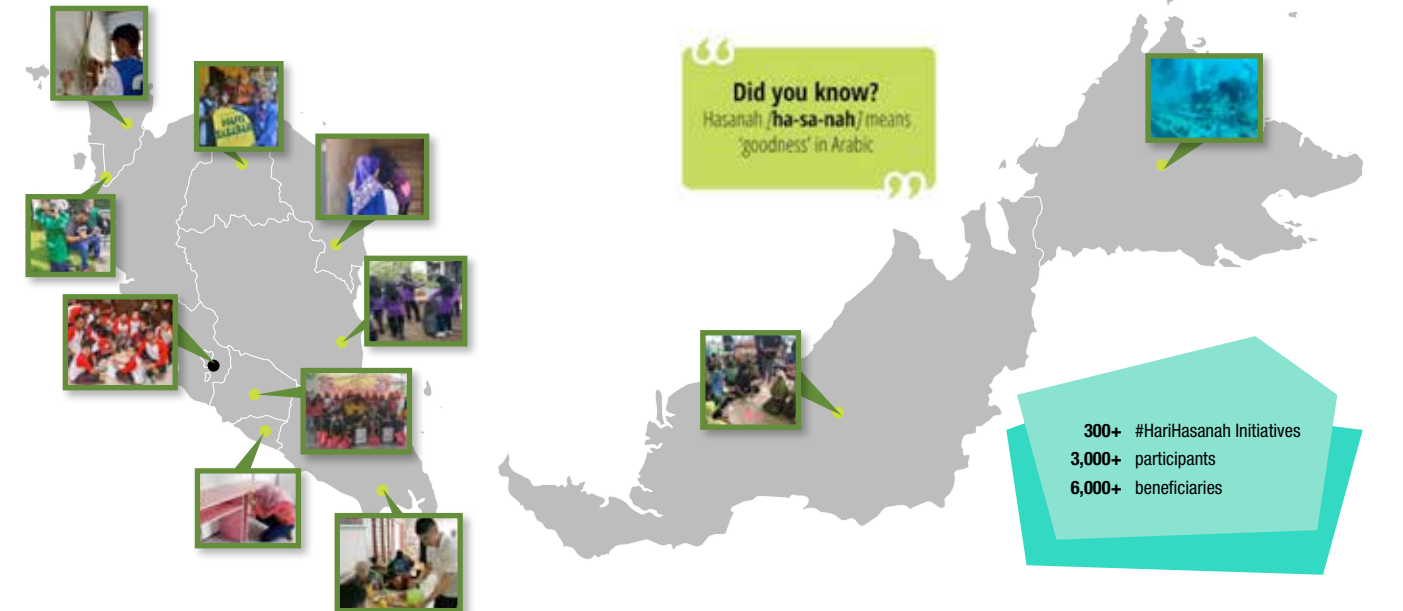 Did you know?
Hasanah /ha-sa-nah/ means
'goodness' in Arabic
300+ #HariHasanah Initiatives
3,000+ participants
6,000+ beneficiaries